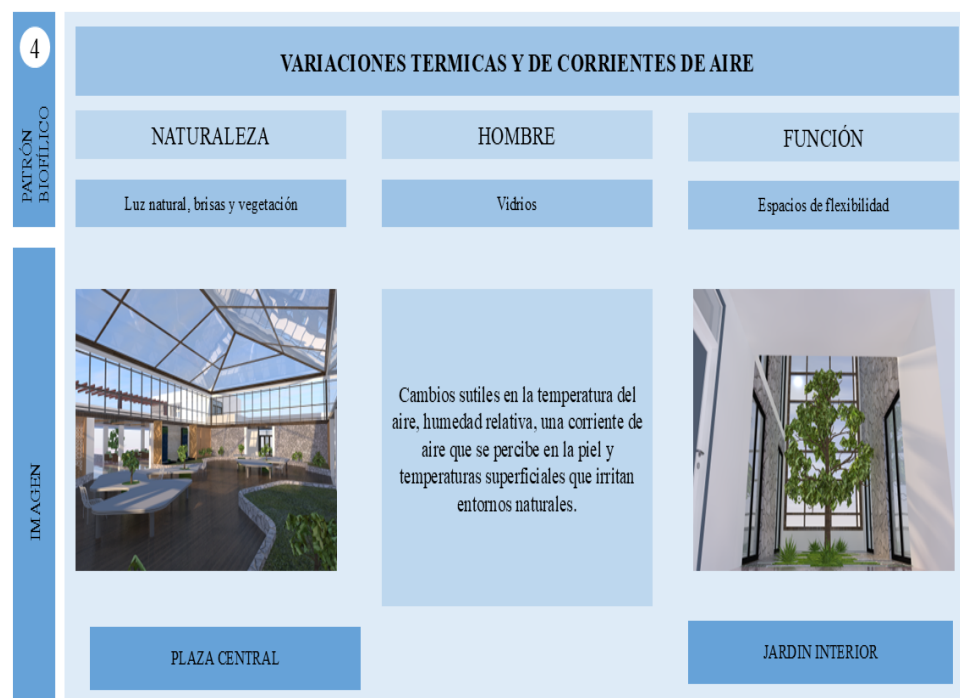 4
PATRÓN
BIOFÍLICO
VARIACIONES TERMICAS Y DE CORRIENTES DE AIRE
NATURALEZA
HOMBRE
FUNCIÓN
Luz natural, brisas y vegetación
Vidrios
Espacios de flexibilidad
IMAGEN
Cambios sutiles en la temperatura del
aire, humedad relativa, una corriente de
aire que se percibe en la piel y
temperaturas superficiales que irritan
entornos naturales.
PLAZA CENTRAL
JARDIN INTERIOR